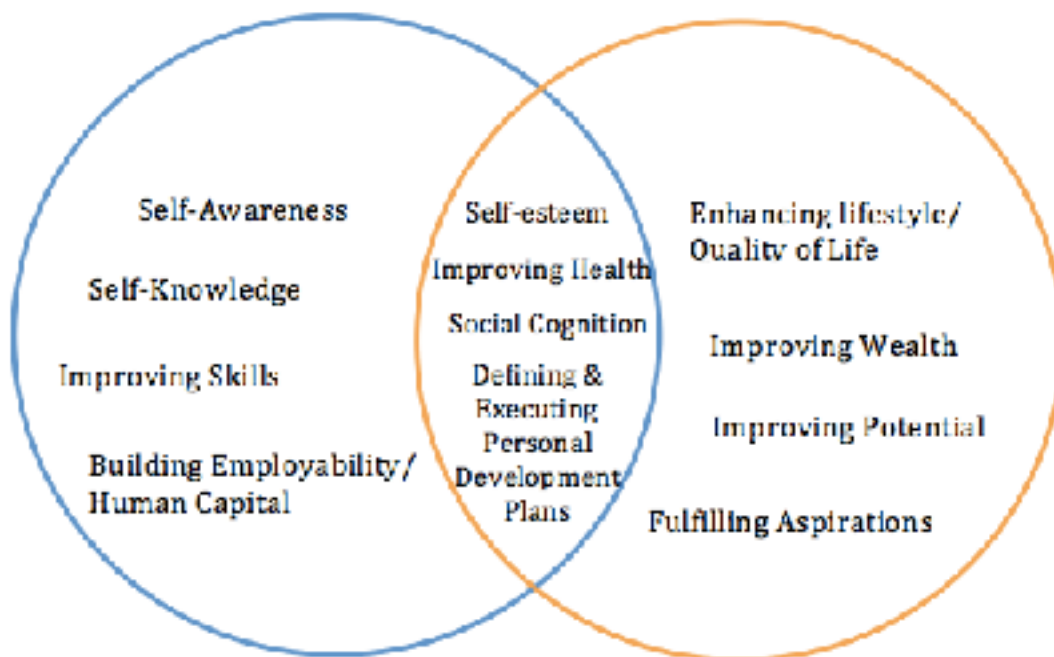 Self-Awareness
Self-Knowledge
Improving Skills
Building Employability/
Human Capital
Self-esteem
Improving Health
Social Cognition
Defining &
Executing
Personal
Development
Plans
Enhancing lifestyle/
Quality of Life
Improving Wealth
Improving Potential
Fulfilling Aspirations